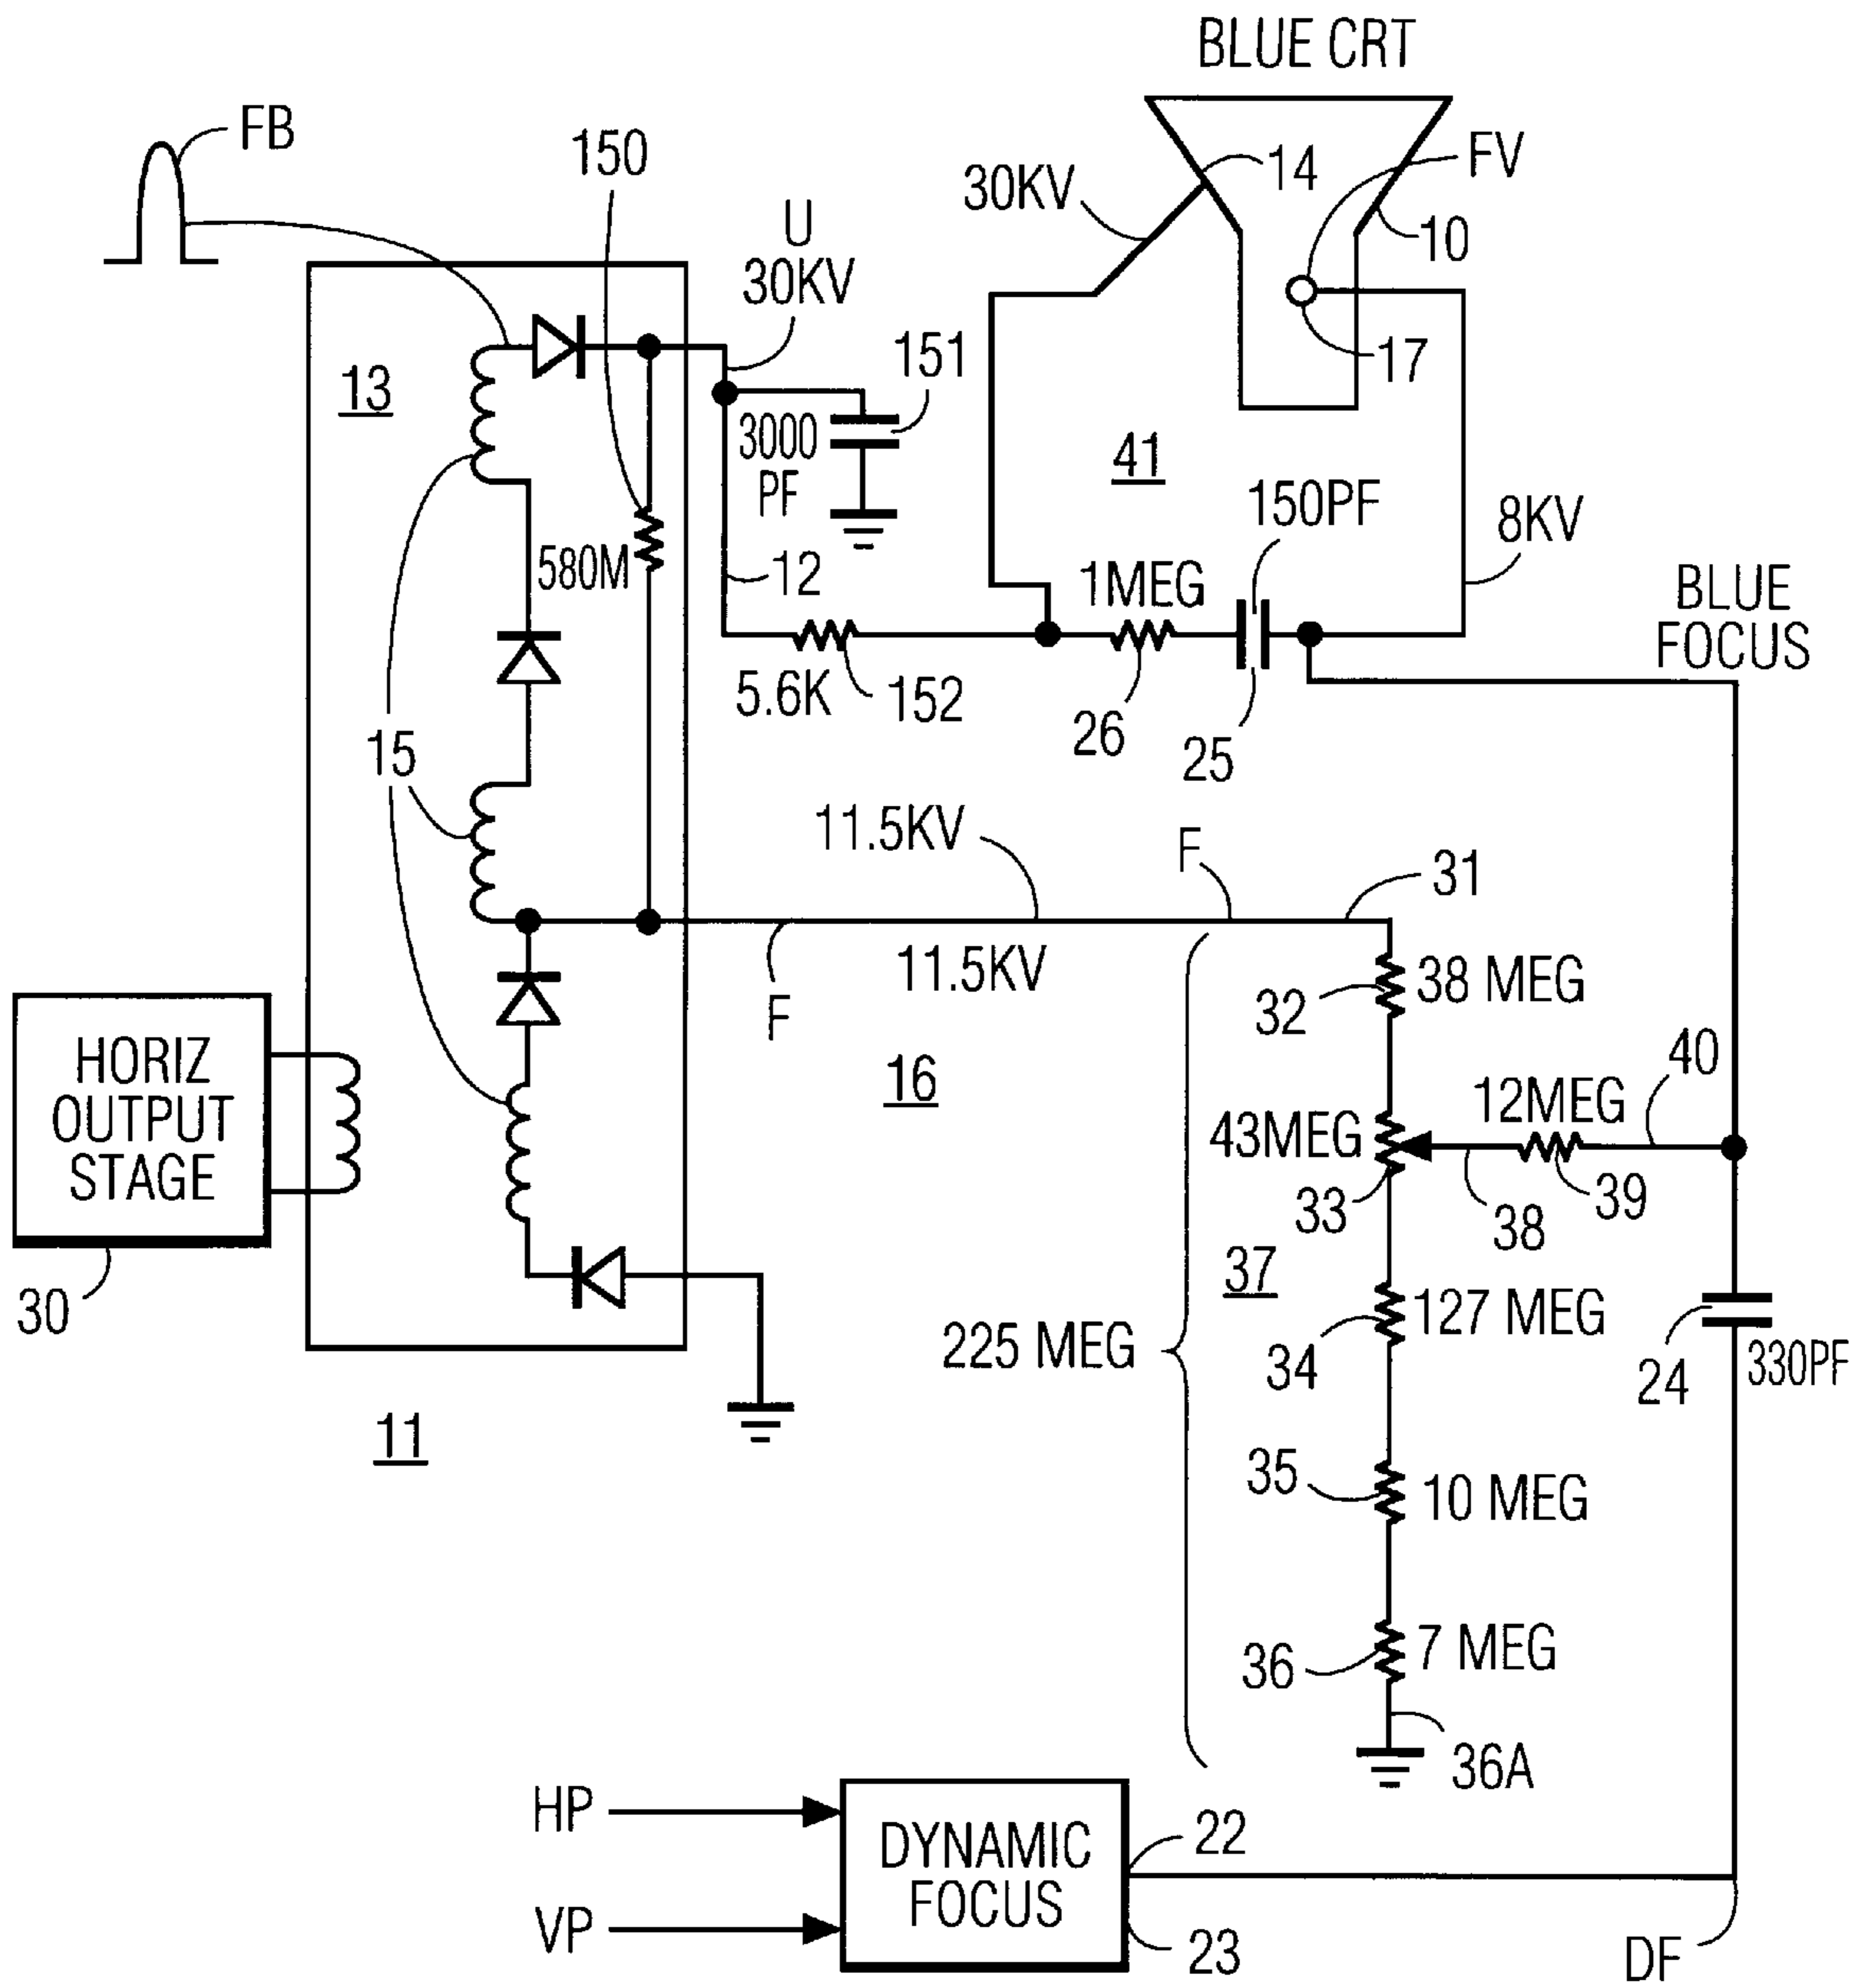 BLUE CRT
FB
150
14
FV
30KV
10
U
30KV
151
17
13
3000
PF
41
150PF
8KV
580M
12
1MEG
BLUE
FOCUS
5.6K
152
26
25
15
11.5KV
F
31
11.5KV
F
38 MEG
32
16
40
HORIZ
OUTPUT
STAGE
12MEG
43MEG
33
38
39
37
30
127 MEG
225 MEG
34
24
330PF
11
35
10 MEG
36
7 MEG
36A
HP
DYNAMIC
FOCUS
22
VP
23
DF